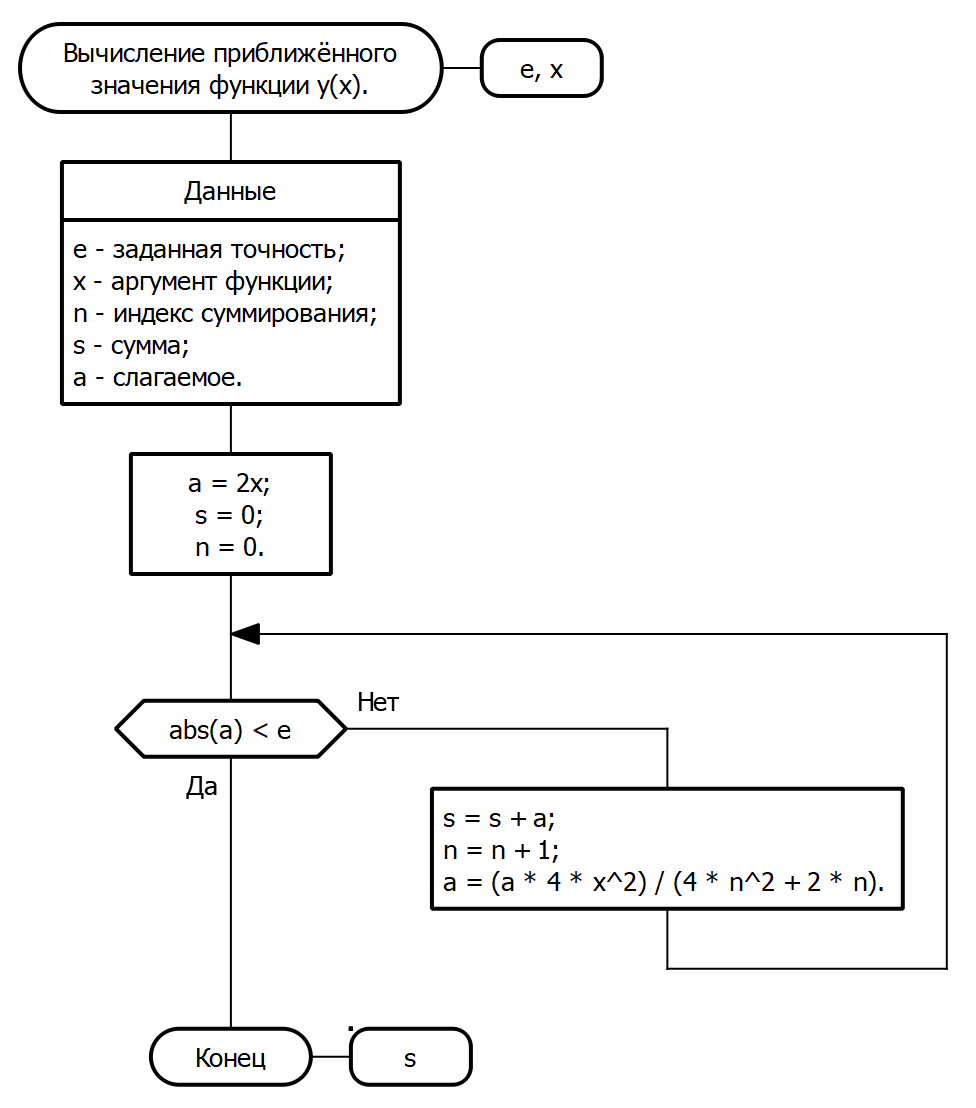 Вычисление приближённого
значения функции y(x).
e, x
Данные
e - заданная точность;
x - аргумент функции;
n - индекс суммирования;
s - сумма;
a - слагаемое.
a = 2x;
s = 0;
n = 0.
Нет
abs(a) < e
Да
s = s + a;
n = n + 1;
a = (a * 4 * x^2) / (4 * n^2 + 2 * n).
Конец
s